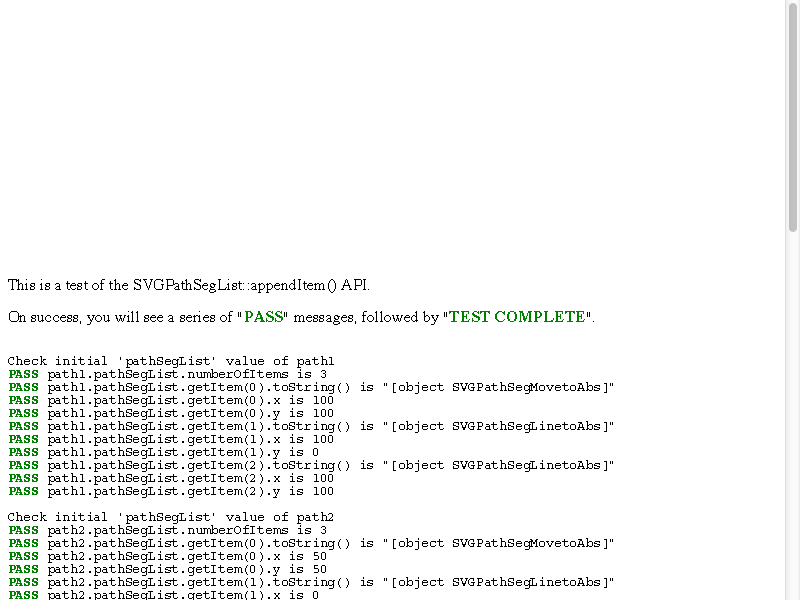 This is a test of the SVGPathSegList::appendItem() API.
On success, you will see a series of "PASS" messages, followed by "TEST COMPLETE".
Check initial 'pathSegList' value of path1
PASS path1.pathSegList.numberOfItems is 3
PASS path1.pathSegList.getItem(0).toString() is "[object SVGPathSegMovetoAbs]"
PASS path1.pathSegList.getItem(0).x is 100
PASS path1.pathSegList.getItem(0).y is 100
PASS path1.pathSegList.getItem(1).toString() is "[object SVGPathSegLinetoAbs]"
PASS path1.pathSegList.getItem(1).x is 100
PASS path1.pathSegList.getItem(1).y is 0
PASS path1.pathSegList.getItem(2).toString() is "[object SVGPathSegLinetoAbs]"
PASS path1.pathSegList.getItem(2).x is 100
PASS path1.pathSegList.getItem(2).y is 100
Check initial 'pathSegList' value of path2
PASS path2.pathSegList.numberOfItems is 3
PASS path2.pathSegList.getItem(0).toString() is "[object SVGPathSegMovetoAbs]"
PASS path2.pathSegList.getItem(0).x is 50
PASS path2.pathSegList.getItem(0).y is 50
PASS path2.pathSegList.getItem(1).toString() is "[object SVGPathSegLinetoAbs]"
PASS path2.pathSegList.getItem(1).x is 0